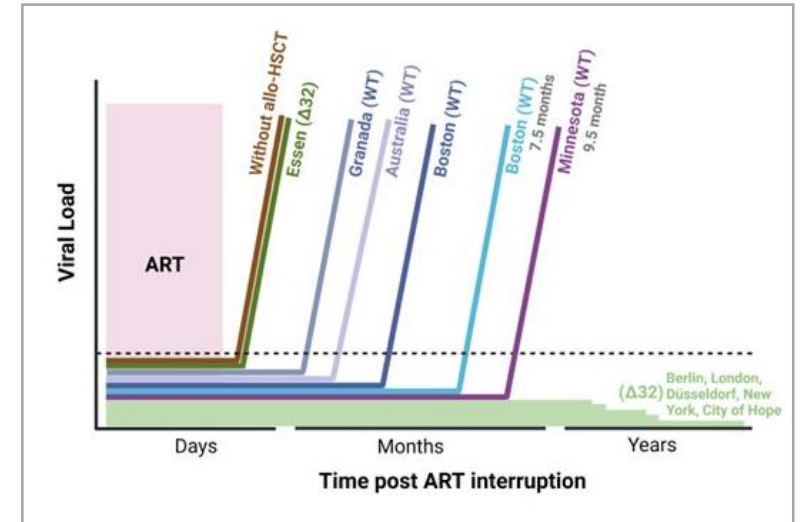 Without allo-HSCT
Essen (Δ32)
Granada (WT)
Australia (WT)
Boston (WT)
Boston (WT)
7.5 months
Minnesota (WT)
9.5 month
Viral Load
ART
(Δ32)
Berlin, London,
Düsseldorf, New
York, City of Hope
Days
Months
Years
Time post ART interruption